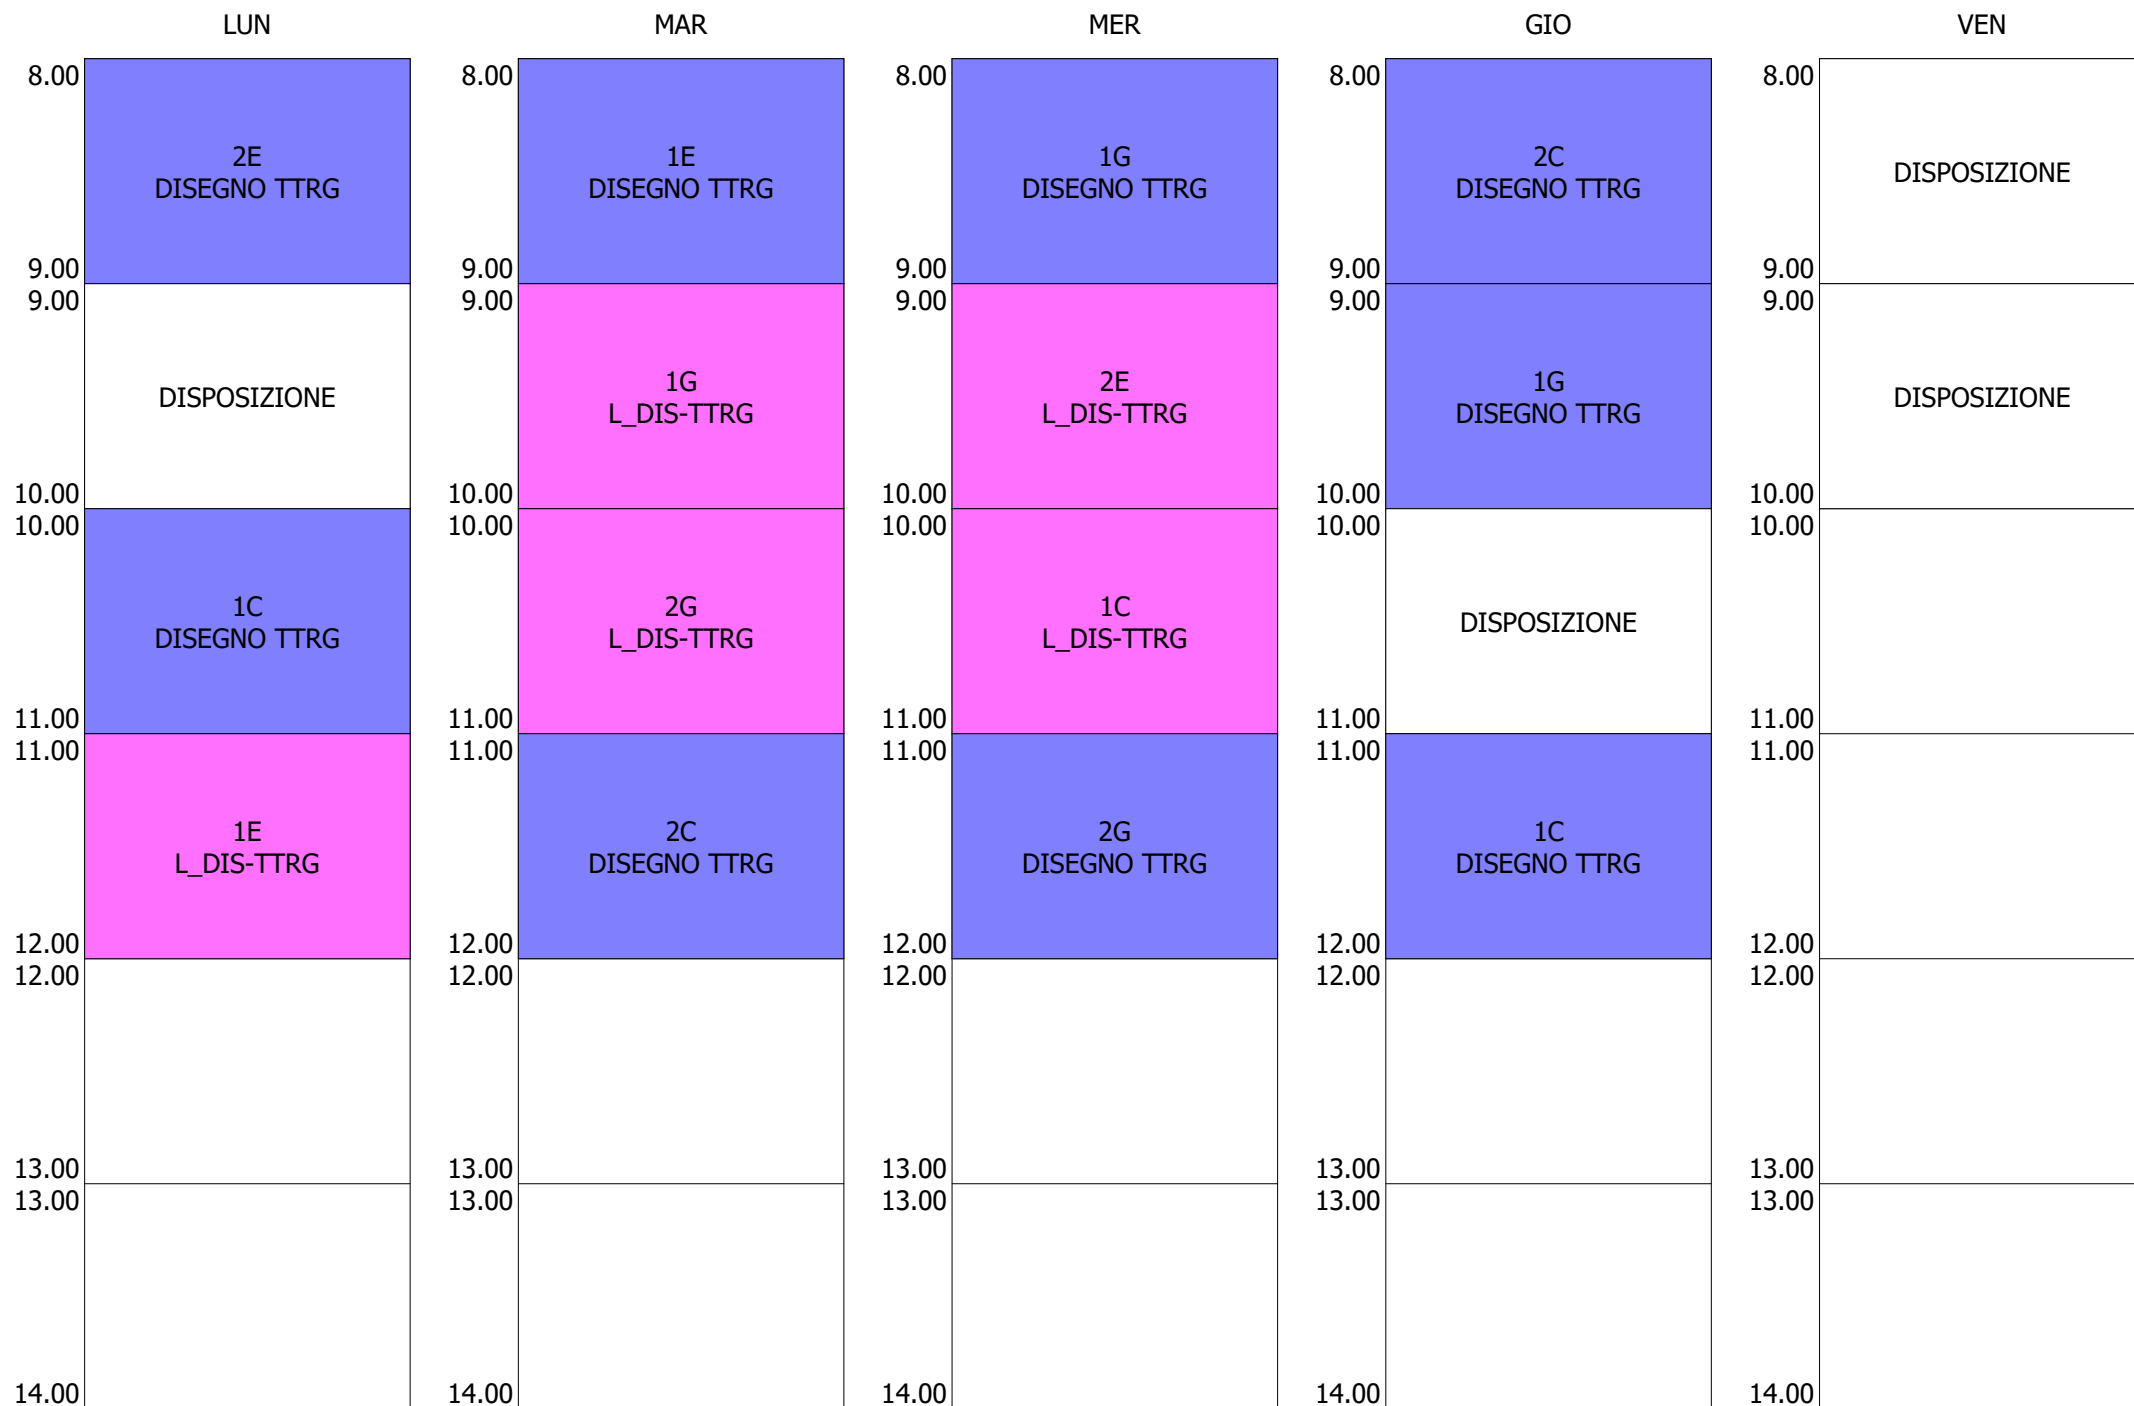 LUN
MAR
MER
GIO
VEN
8.00
2E
DISEGNO TTRG
9.00
9.00
DISPOSIZIONE
10.00
10.00
1C
DISEGNO TTRG
11.00
11.00
1E
L_DIS-TTRG
12.00
12.00
13.00
13.00
14.00
8.00
1E
DISEGNO TTRG
9.00
9.00
1G
L_DIS-TTRG
10.00
10.00
2G
L_DIS-TTRG
11.00
11.00
2C
DISEGNO TTRG
12.00
12.00
13.00
13.00
14.00
8.00
1G
DISEGNO TTRG
9.00
9.00
2E
L_DIS-TTRG
10.00
10.00
1C
L_DIS-TTRG
11.00
11.00
2G
DISEGNO TTRG
12.00
12.00
13.00
13.00
14.00
8.00
2C
DISEGNO TTRG
9.00
9.00
1G
DISEGNO TTRG
10.00
10.00
DISPOSIZIONE
11.00
11.00
1C
DISEGNO TTRG
12.00
12.00
13.00
13.00
14.00
8.00
DISPOSIZIONE
9.00
9.00
DISPOSIZIONE
10.00
10.00
11.00
11.00
12.00
12.00
13.00
13.00
14.00